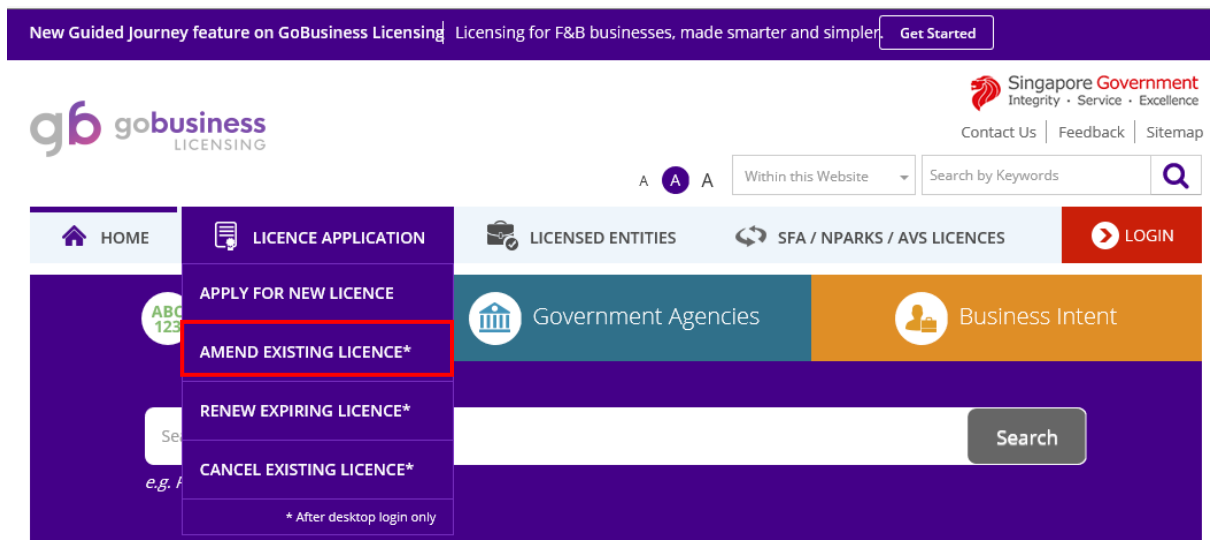 New Guided Journey feature on GoBusiness Licensing Licensing for F&B businesses, made smarter and simpler. Get Started
Singapore Government
Integrity · Service · Excellence
gb gobusiness
LICENSING
Contact Us Feedback Sitemap
A A A Within this Website Search by Keywords
HOME LICENCE APPLICATION LICENSED ENTITIES SFA / NPARKS / AVS LICENCES LOGIN
APPLY FOR NEW LICENCE
ABC
123
Government Agencies Business Intent
AMEND EXISTING LICENCE*
RENEW EXPIRING LICENCE*
Search
CANCEL EXISTING LICENCE*
e.g.
* After desktop login only